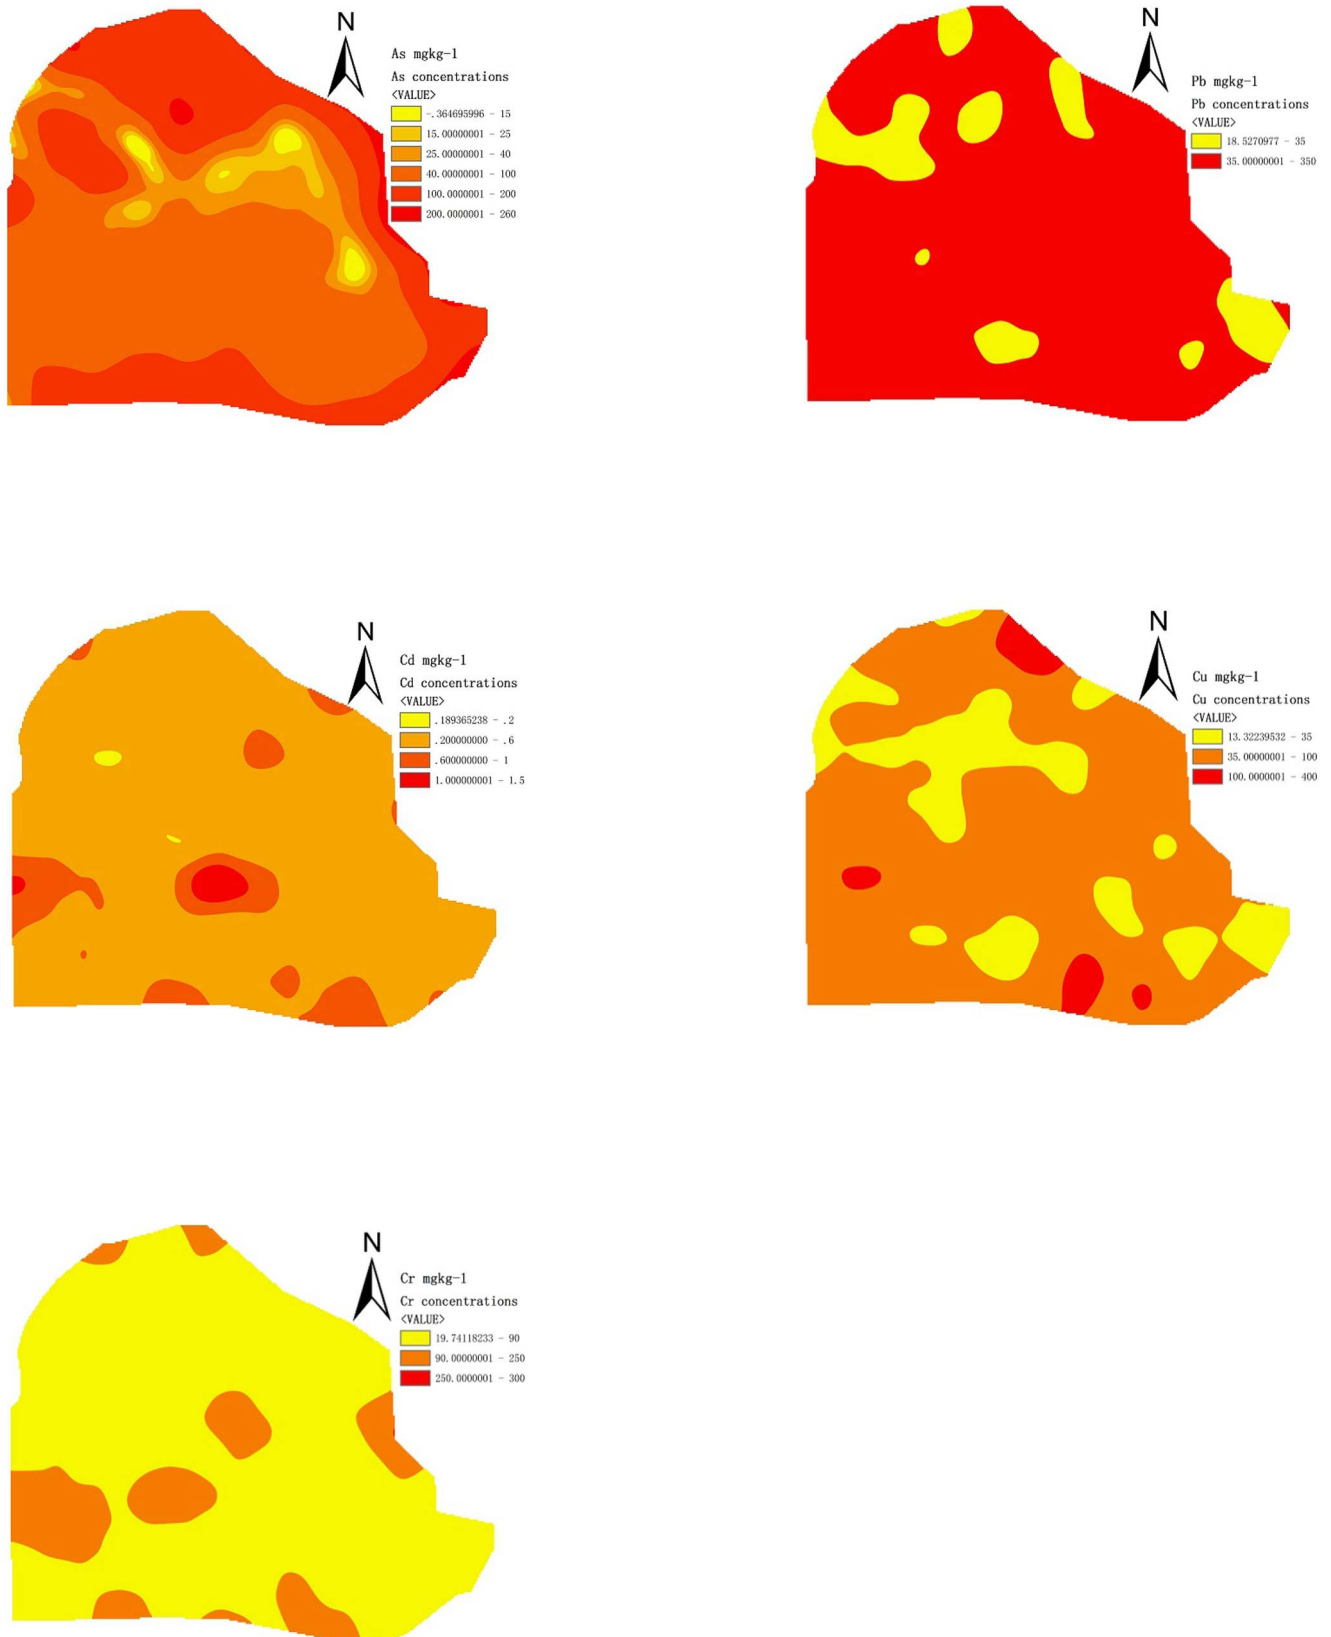 N
As mgkg-1
As concentrations
<VALUE>
-.364695996 - 15
15.00000001 - 25
25.00000001 - 40
40.00000001 - 100
100.0000001 - 200
200.0000001 - 260
N
Pb mgkg-1
Pb concentrations
<VALUE>
18.5270977 - 35
35.00000001 - 350
N
Cd mgkg-1
Cd concentrations
<VALUE>
.189365238 - .2
.200000000 - .6
.600000000 - 1
1.000000001 - 1.5
N
Cu mgkg-1
Cu concentrations
<VALUE>
13.32239532 - 35
35.00000001 - 100
100.0000001 - 400
N
Cr mgkg-1
Cr concentrations
<VALUE>
19.74118233 - 90
90.00000001 - 250
250.0000001 - 300